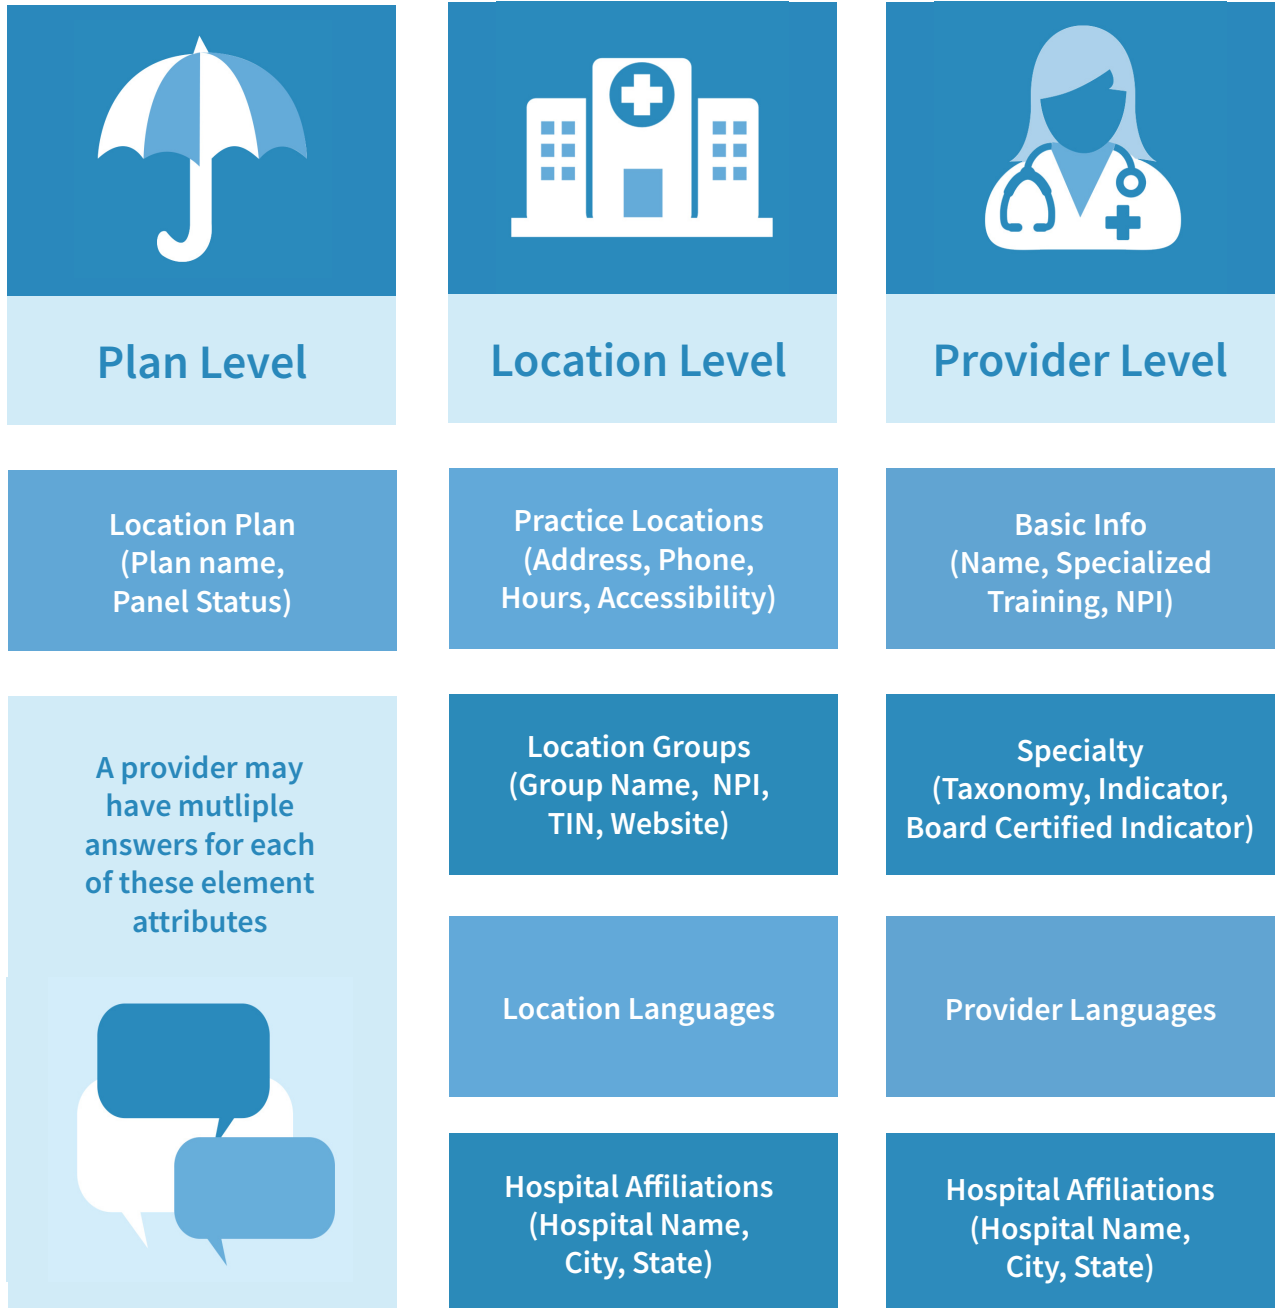 Plan Level
Location Plan
(Plan name,
Panel Status)
A provider may
have mutliple
answers for each
of these element
attributes
Location Level
Practice Locations
(Address, Phone,
Hours, Accessibility)
Location Groups
(Group Name,  NPI,
TIN, Website)
Location Languages
Hospital Affiliations
(Hospital Name,
City, State)
Provider Level
Basic Info
(Name, Specialized
Training, NPI)
Specialty
(Taxonomy, Indicator,
Board Certified Indicator)
Provider Languages
Hospital Affiliations
(Hospital Name,
City, State)